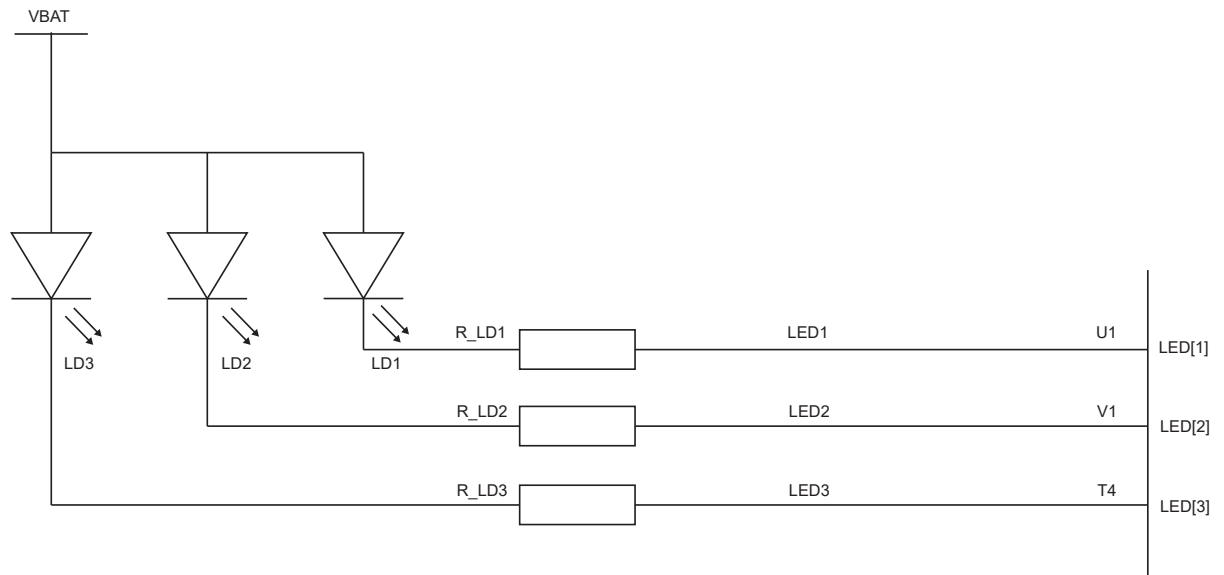 VBAT
R_LD1 LED1 U1 LED[1]
LD3 LD2 LD1
R_LD2 LED2 V1 LED[2]
R_LD3 LED3 T4 LED[3]